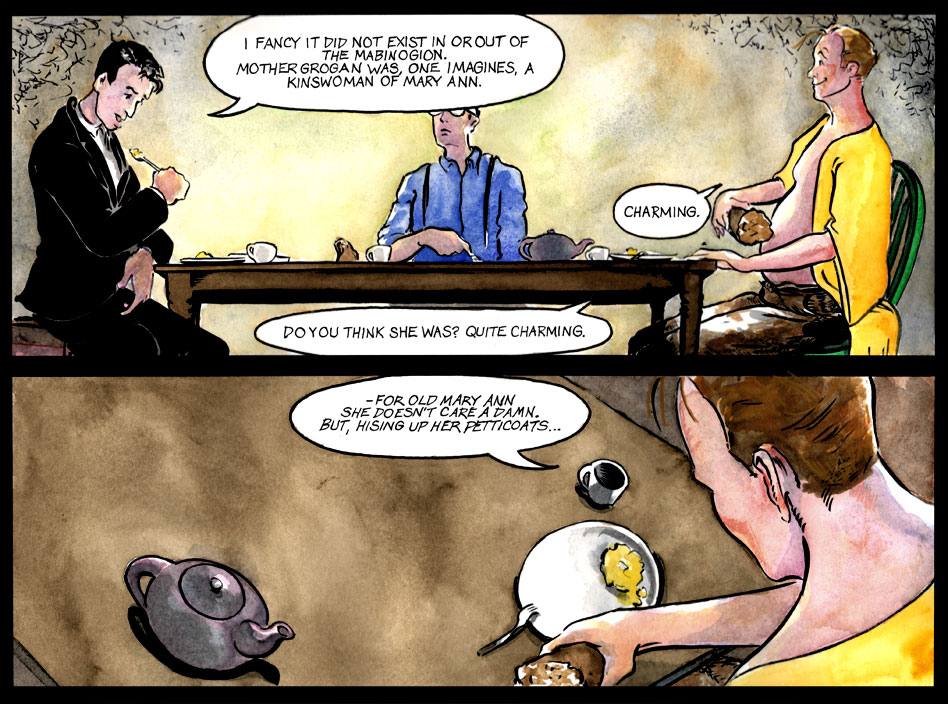 I FANCY IT DID NOT EXIST IN OR OUT OF
THE MABINOGION.
MOTHER GROGAN WAS, ONE IMAGINES, A
KINSWOMAN OF MARY ANN.
CHARMING.
DO YOU THINK SHE WAS? QUITE CHARMING.
-FOR OLD MARY ANN
SHE DOESN'T CARE A DAMN.
BUT, HISING UP HER PETTICOATS...